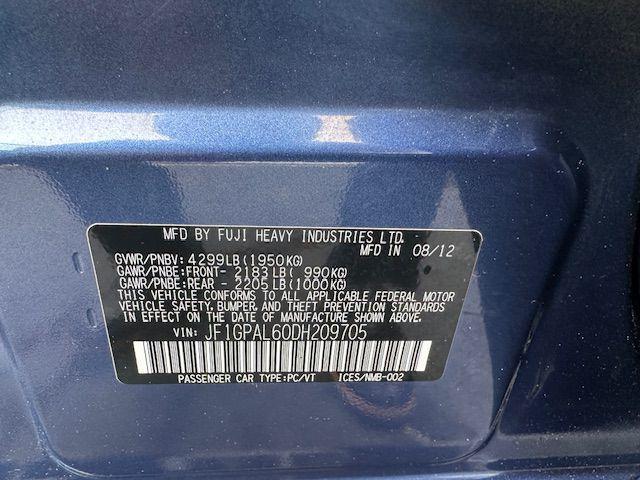 MFD BY FUJI HEAVY INDUSTRIES LTD.
MFD IN 08/12
GVWR/PNBV: 4299LB(1950KG)
GAWR/PNBE:FRONT- 2183LB( 990KG)
GAWR/PNBE:REAR - 2205LB(1000KG)
THIS VEHICLE CONFORMS TO ALL APPLICABLE FEDERAL MOTOR
VEHICLE SAFETY, BUMPER, AND THEFT PREVENTION STANDARDS
IN EFFECT ON THE DATE OF MANUFACTURE SHOWN ABOVE.
VIN: JF1GPAL60DH209705
PASSENGER CAR TYPE:PC/VT ICES/NMB-002